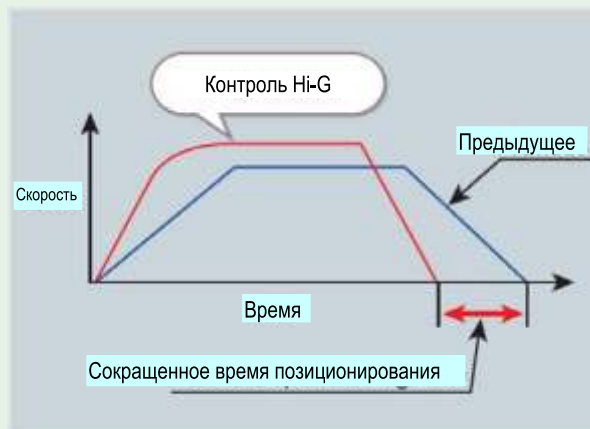 Контроль Hi-G
Предыдущее
Скорость
Время
Сокращенное время позиционирования